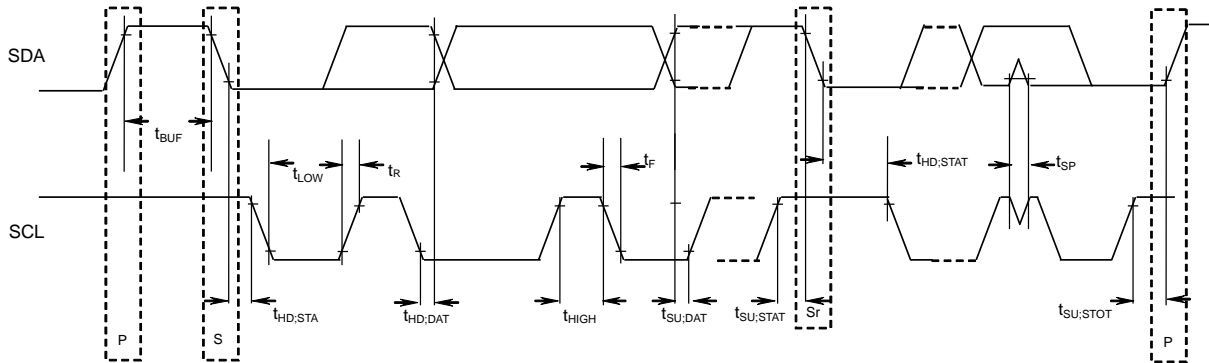 SDA
tBUF
tLOW
tR
tF
tHD;STAT
tSP
SCL
tHD;STA
tHD;DAT
tHIGH
tSU;DAT
tSU;STAT
Sr
tSU;STOT
P
S
P